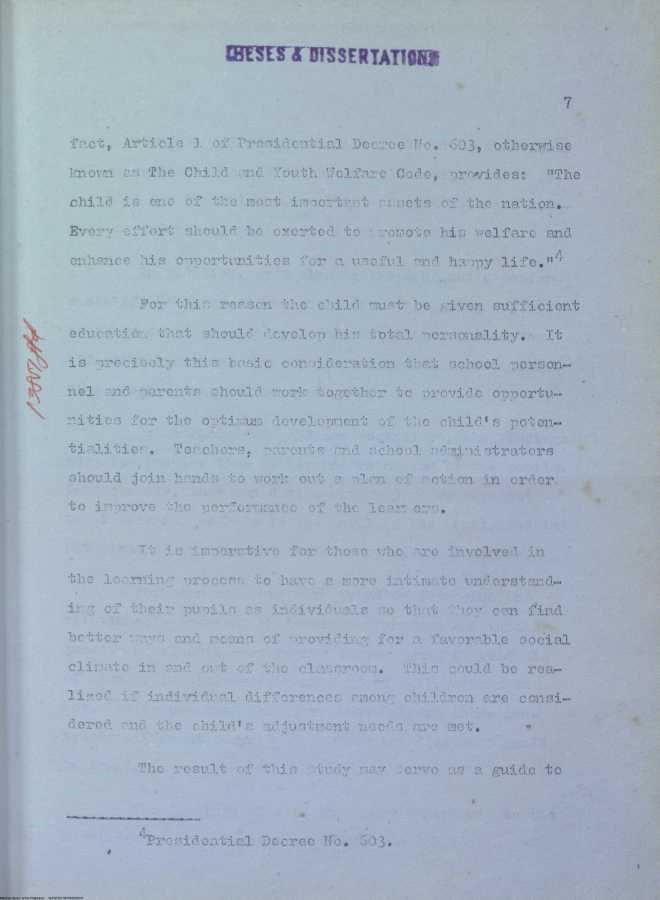 THESES & DISSERTATIONS
7
fact, Article 1 of Presidential Decree No. 603, otherwise
known as The Child and Youth Welfare Code, provides: "The
child is one of the most important assets of the nation.
Every effort should be exerted to promote his welfare and
enhance his opportunities for a useful and happy life."4
For this reason the child must be given sufficient
education that should develop his total personality. It
is precisely this basic consideration that school person-
nel and parents should work together to provide opportu-
nities for the optimum development of the child's poten-
tialities. Teachers, parents and school administrators
should join hands to work out a plan of action in order
to improve the performance of the learners.
It is imperative for those who are involved in
the learning process to have a more intimate understand-
ing of their pupils as individuals so that they can find
better ways and means of providing for a favorable social
climate in and out of the classroom. This could be rea-
lized if individual differences among children are consi-
dered and the child's adjustment needs are met.
The result of this study may serve as a guide to
4Presidential Decree No. 603.